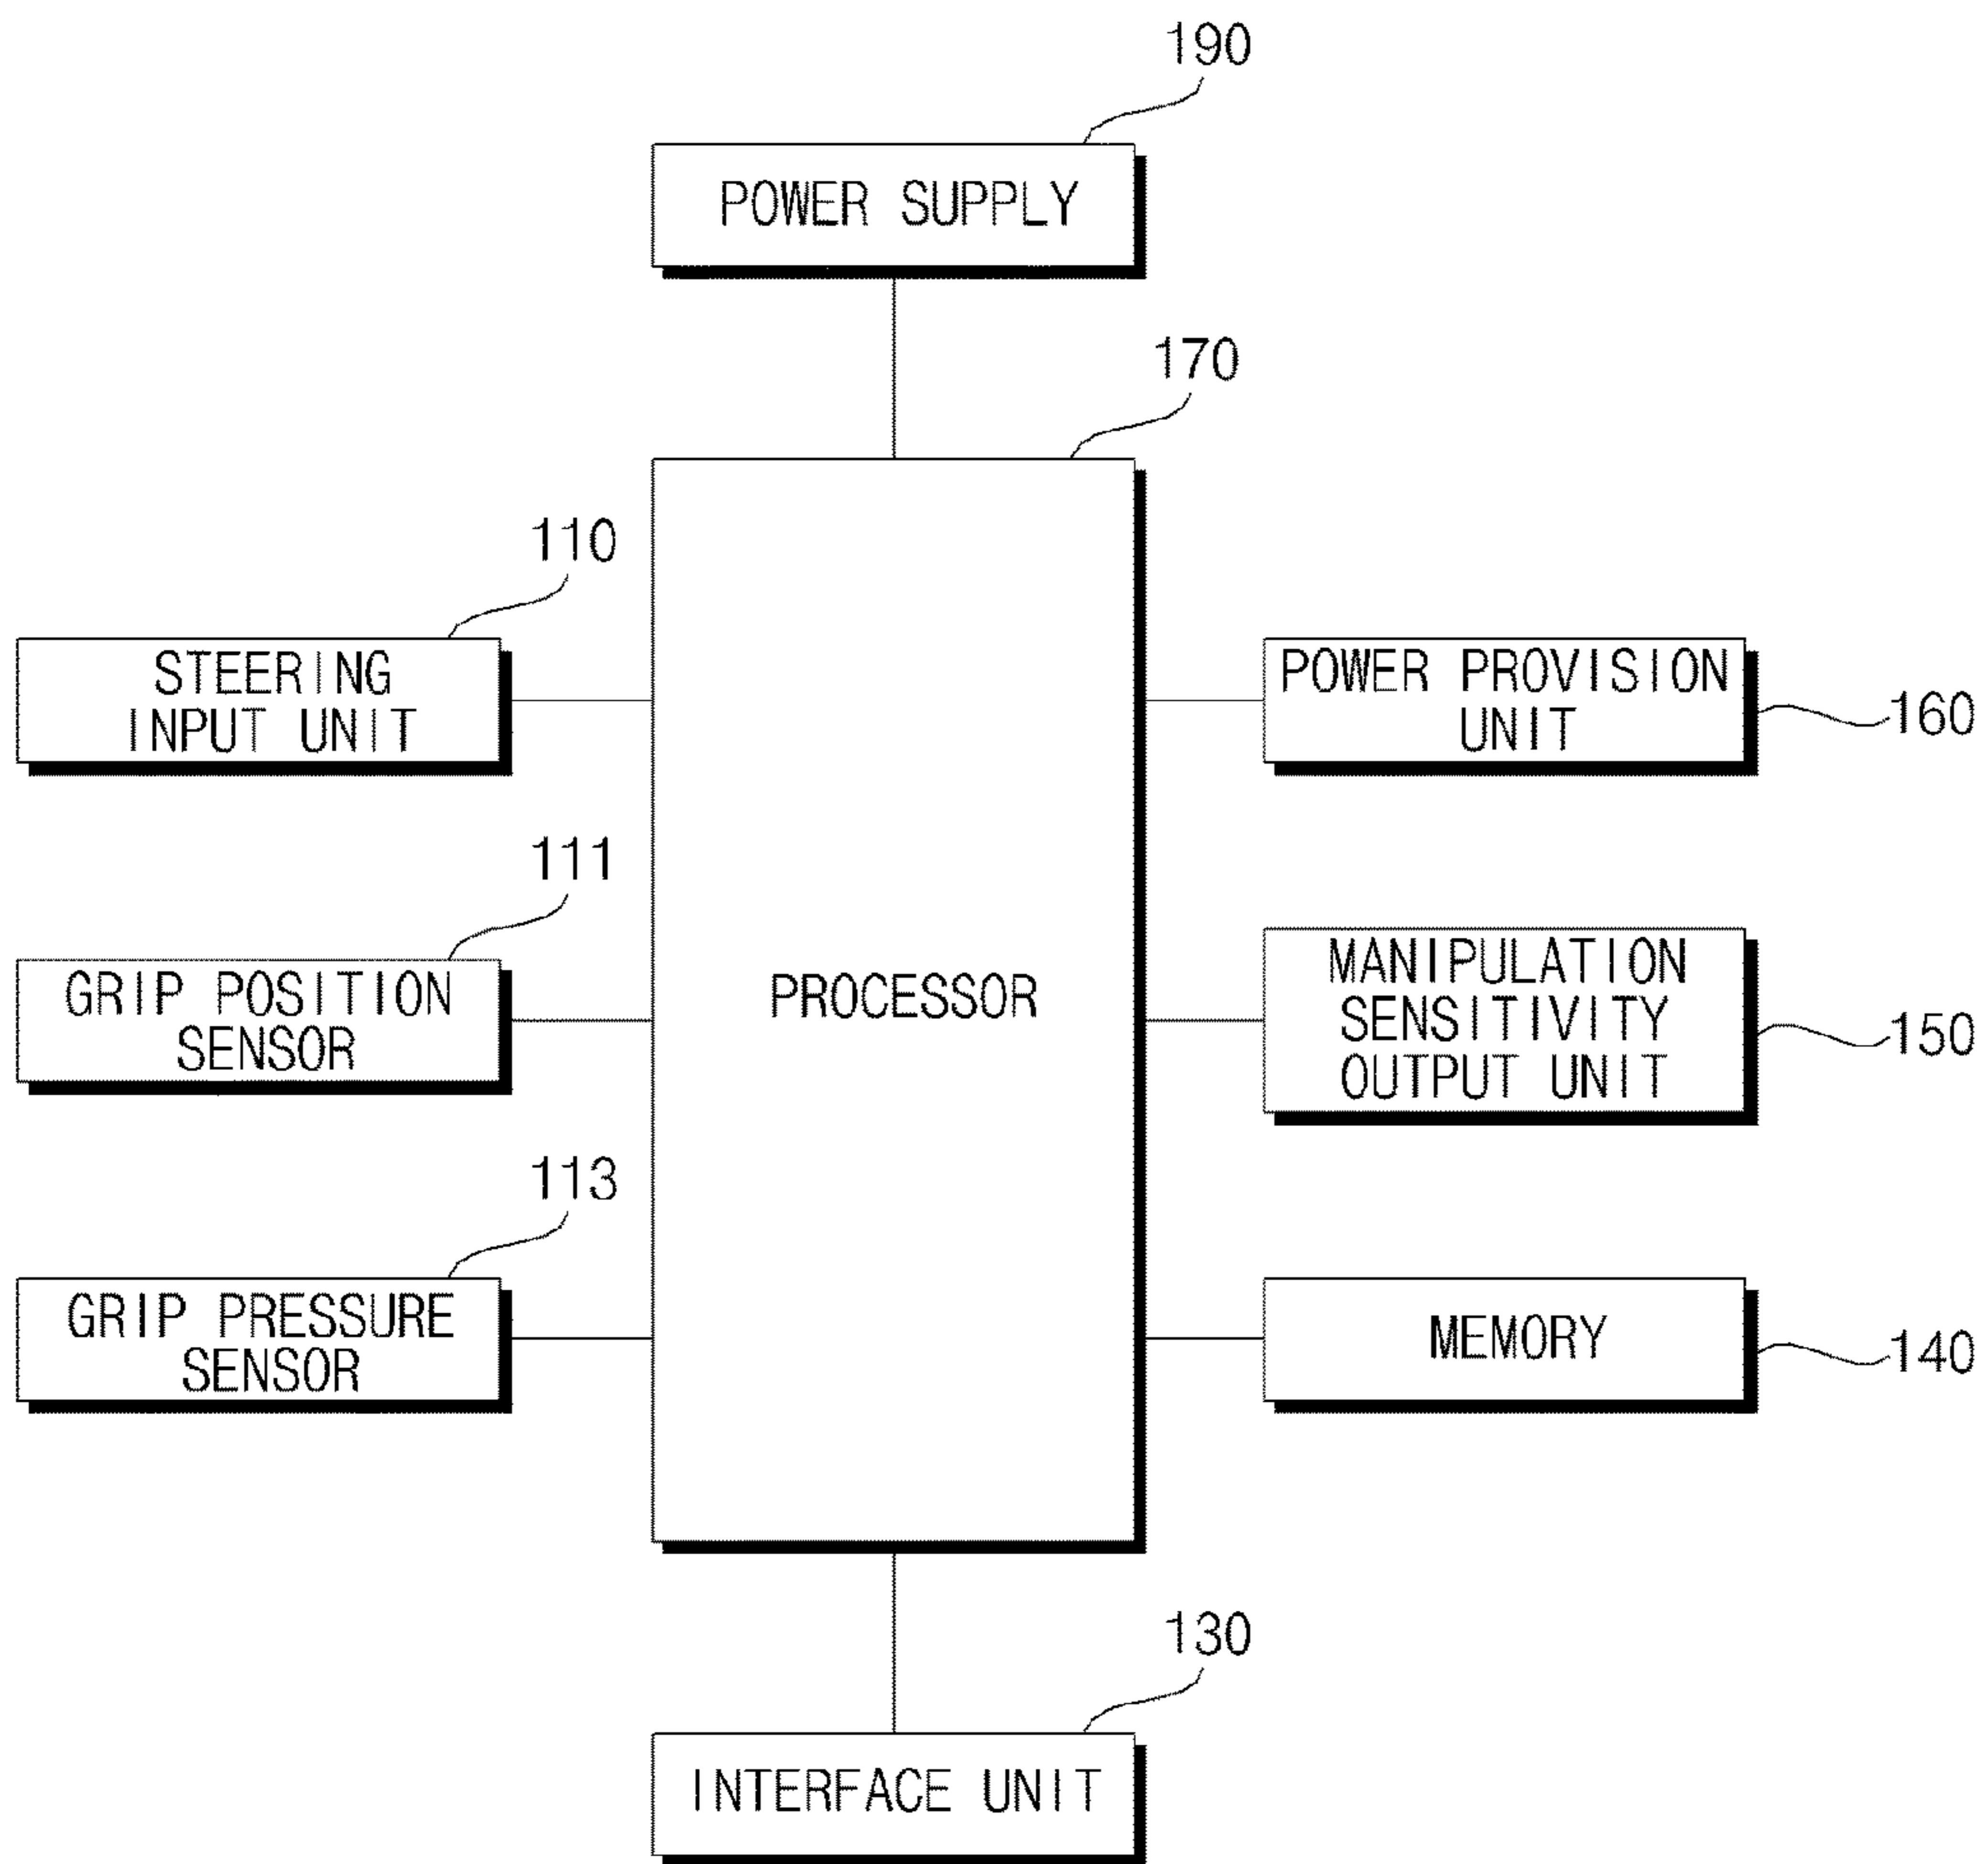 190
POWER SUPPLY
170
110
STEERING
INPUT UNIT
POWER PROVISION
UNIT
160
111
GRIP POSITION
SENSOR
PROCESSOR
MANIPULATION
SENSITIVITY
OUTPUT UNIT
150
113
GRIP PRESSURE
SENSOR
MEMORY
140
130
INTERFACE UNIT